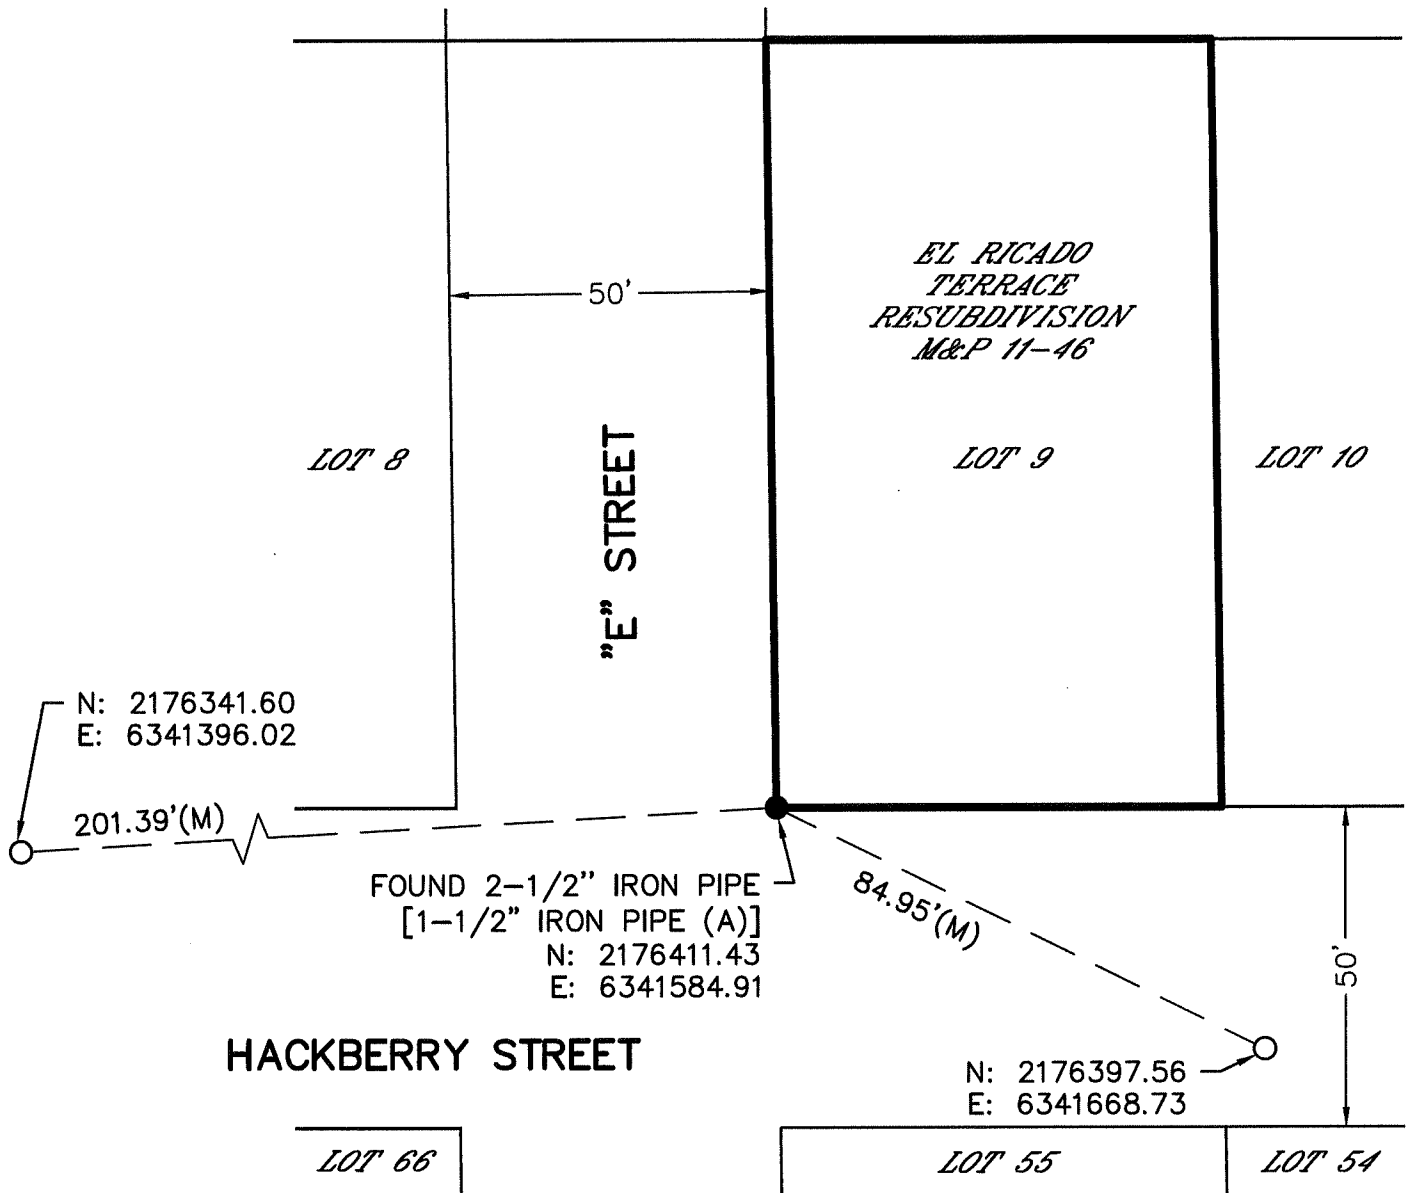 EL RICADO
TERRACE
RESUBDIVISION
M&P 11-46
50'
LOT 8
"E" STREET
LOT 9
LOT 10
N: 2176341.60
E: 6341396.02
201.39'(M)
FOUND 2-1/2" IRON PIPE
[1-1/2" IRON PIPE (A)]
N: 2176411.43
E: 6341584.91
84.95'(M)
50'
HACKBERRY STREET
N: 2176397.56
E: 6341668.73
LOT 66
LOT 55
LOT 54